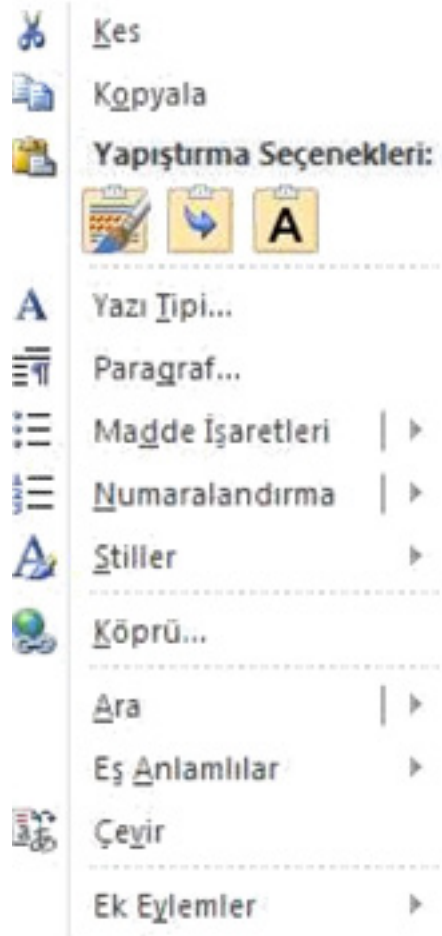 Kes
Kopyala
Yapıştırma Seçenekleri:
A
Yazı Tipi...
Paragraf...
Madde İşaretleri
Numaralandırma
Stiller
Köprü...
Ara
Eş Anlamlılar
Çevir
Ek Eylemler